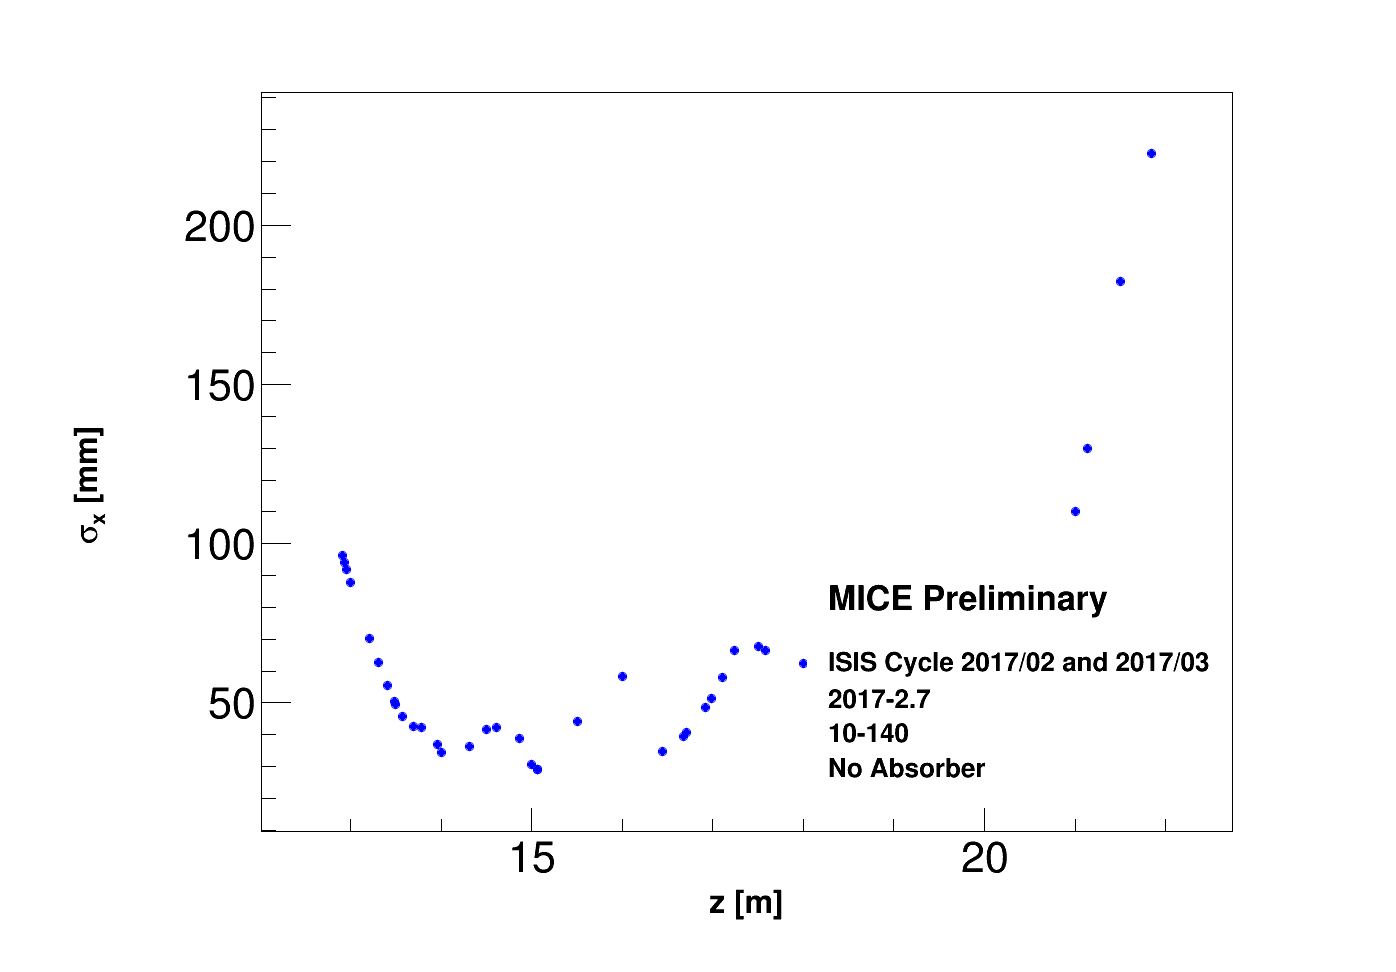 200
150
100
50
σx [mm]
MICE Preliminary
ISIS Cycle 2017/02 and 2017/03
2017-2.7
10-140
No Absorber
15 20
z [m]